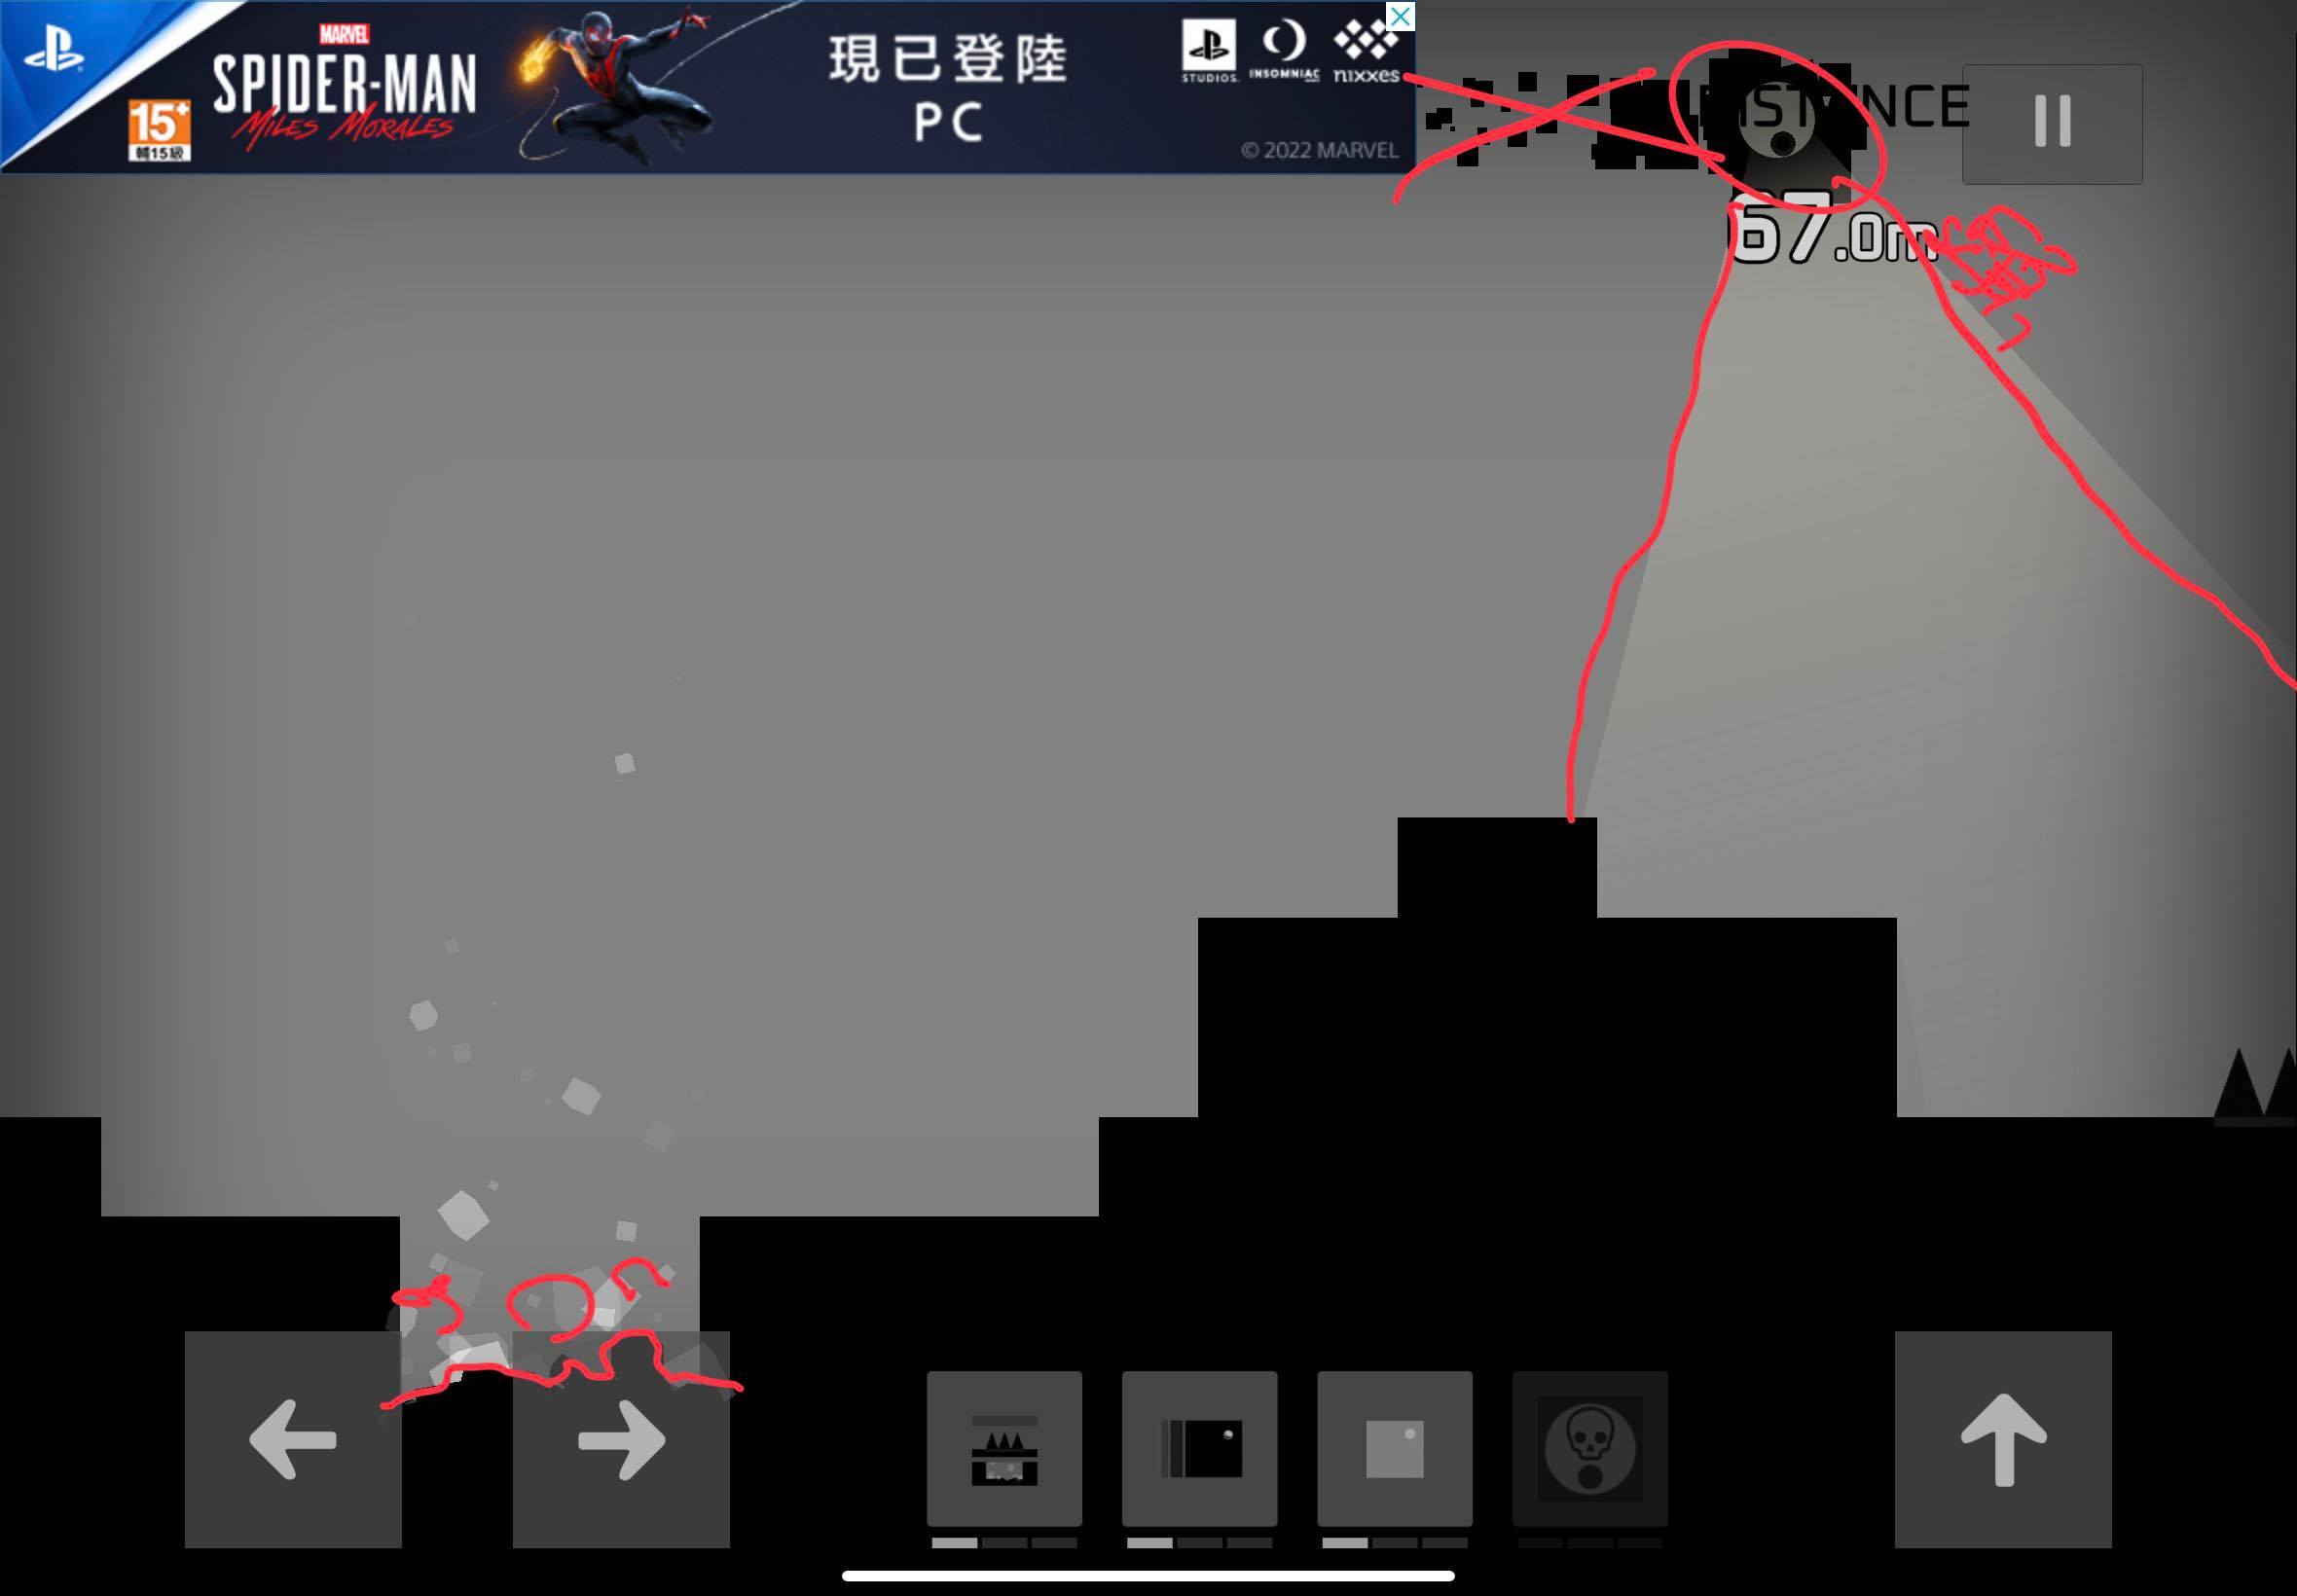 MARVEL
SPIDER-MAN
MILES MORALES
15+
輔15級
現已登陸
PC
STUDIOS.
INSOMNIAC
nixxes
© 2022 MARVEL
DISTANCE
67.0m